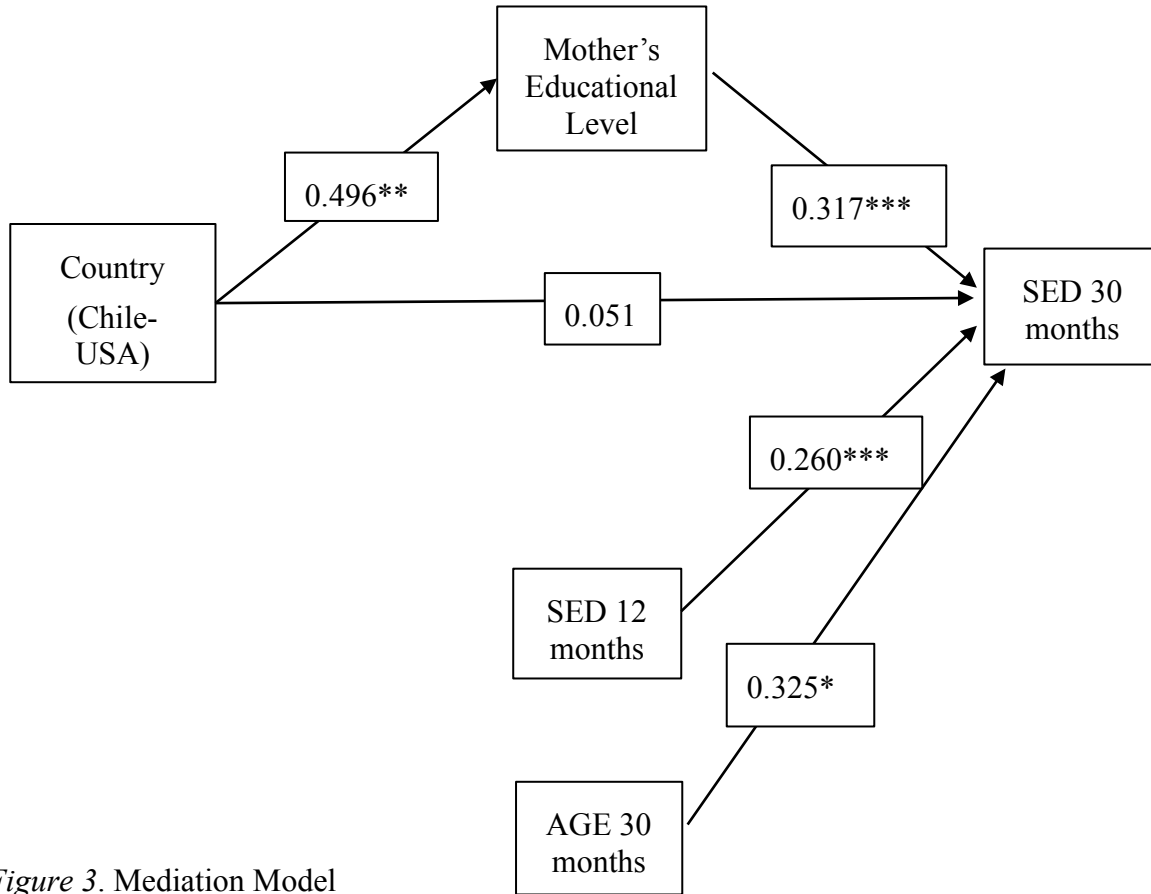 Mother’s
Educational
Level
0.496**
0.317***
Country
(Chile-
USA)
0.051
SED 30
months
0.260***
SED 12
months
0.325*
AGE 30
months
Figure 3. Mediation Model